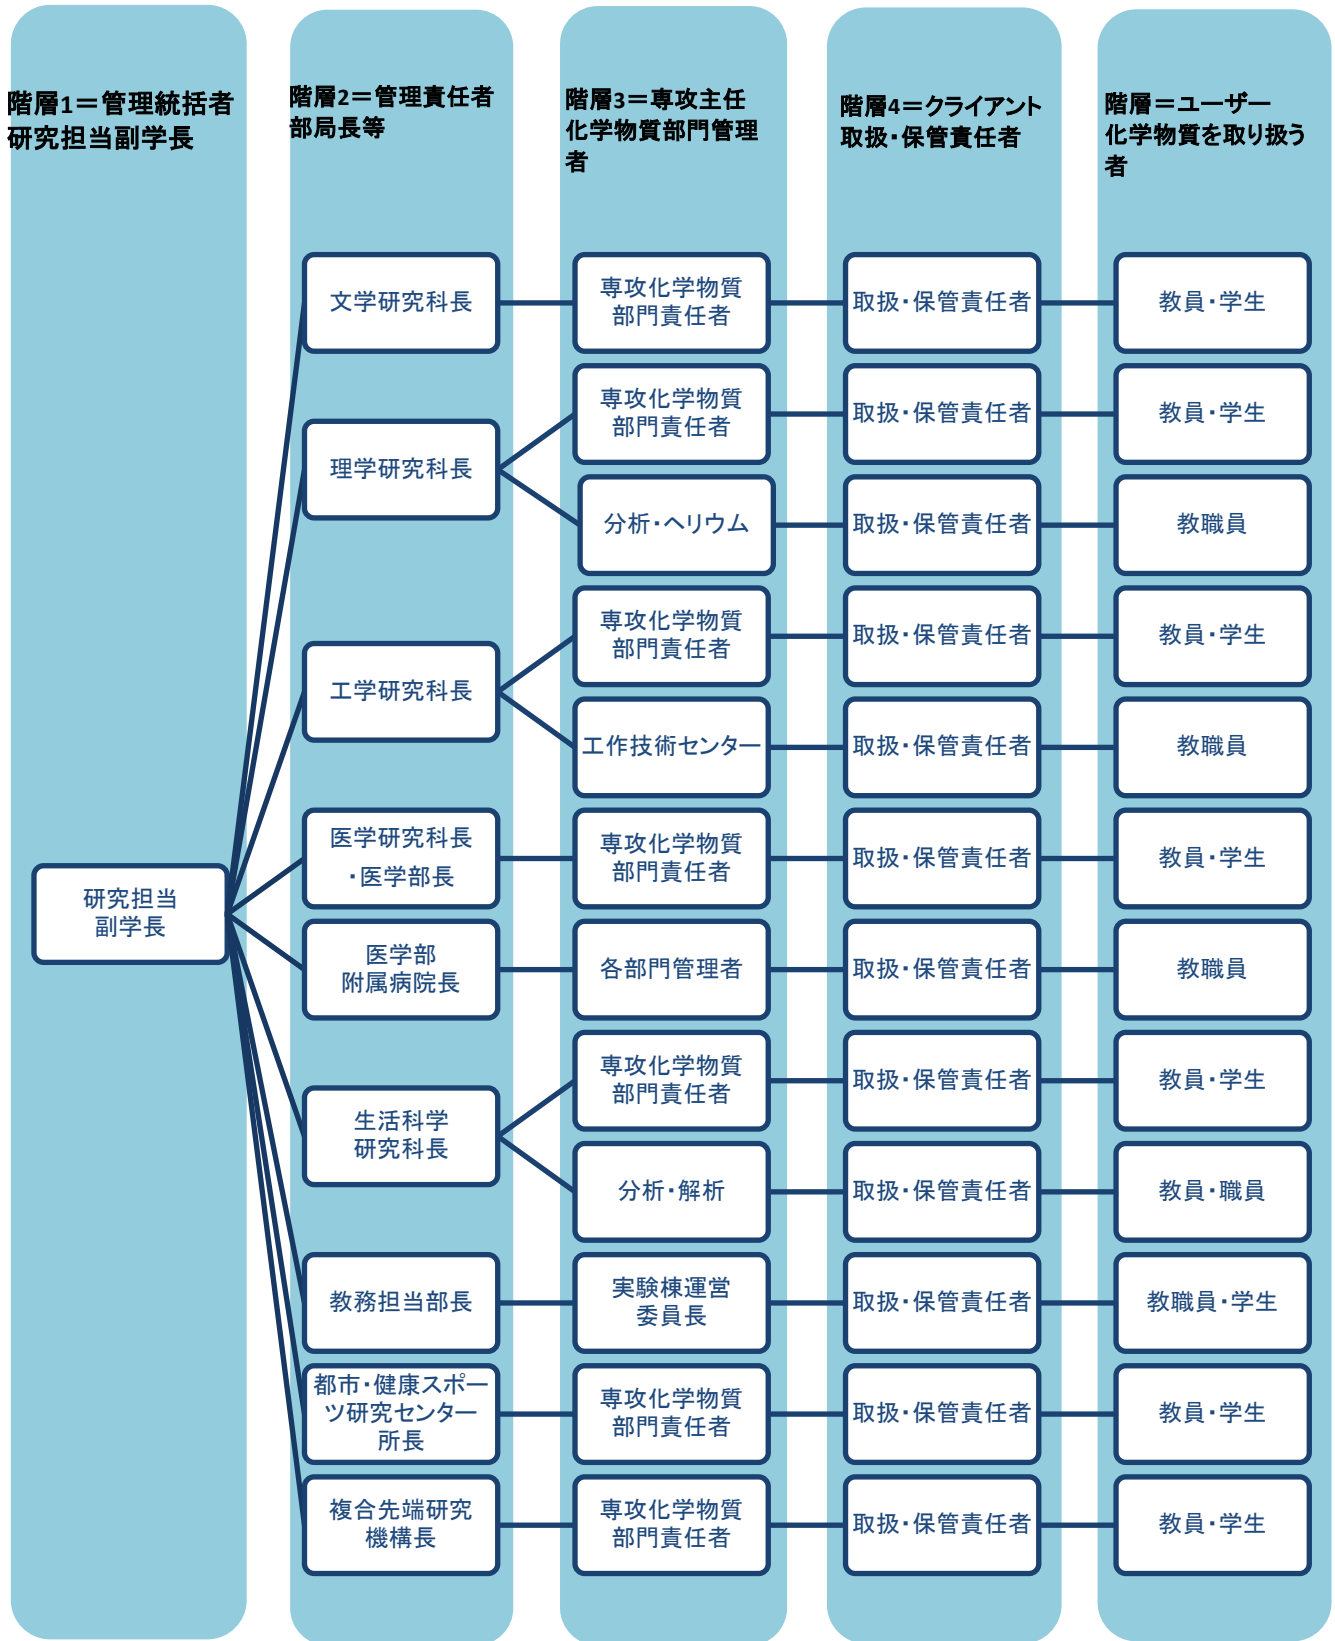 階層1＝管理統括者
研究担当副学長
階層2＝管理責任者
部局長等
階層3＝専攻主任
化学物質部門管理
者
階層4＝クライアント
取扱・保管責任者
階層＝ユーザー
化学物質を取り扱う
者
研究担当
副学長
文学研究科長
専攻化学物質
部門責任者
取扱・保管責任者
教員・学生
理学研究科長
専攻化学物質
部門責任者
取扱・保管責任者
教員・学生
分析・ヘリウム
取扱・保管責任者
教職員
工学研究科長
専攻化学物質
部門責任者
取扱・保管責任者
教員・学生
工作技術センター
取扱・保管責任者
教職員
医学研究科長
・医学部長
専攻化学物質
部門責任者
取扱・保管責任者
教員・学生
医学部
附属病院長
各部門管理者
取扱・保管責任者
教職員
生活科学
研究科長
専攻化学物質
部門責任者
取扱・保管責任者
教員・学生
分析・解析
取扱・保管責任者
教員・職員
教務担当部長
実験棟運営
委員長
取扱・保管責任者
教職員・学生
都市・健康スポー
ツ研究センター
所長
専攻化学物質
部門責任者
取扱・保管責任者
教員・学生
複合先端研究
機構長
専攻化学物質
部門責任者
取扱・保管責任者
教員・学生